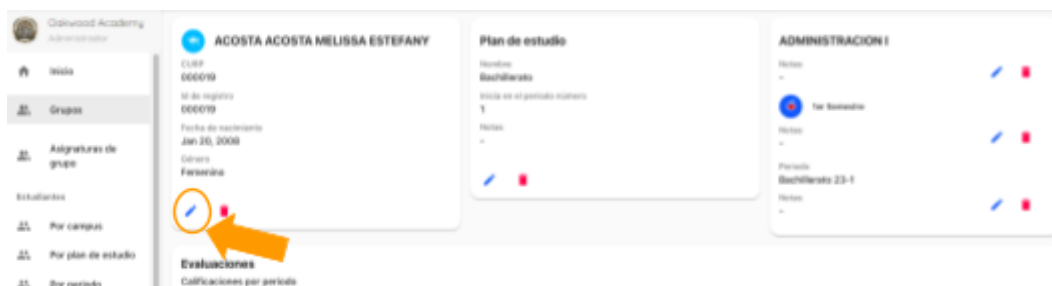 Oakwood Academy
Administrador
Inicio
Grupos
Asignaturas de
grupo
Estudiantes
Por campus
Por plan de estudio
Por periodo
ACOSTA ACOSTA MELISSA ESTEFANY
CURP
000019
Id de registro
000019
Fecha de nacimiento
Jan 20, 2008
Género
Femenino
Plan de estudio
Nombre
Bachillerato
Inicia en el periodo número
1
Notas
-
ADMINISTRACION I
Notas
-
1er Semestre
Notas
-
Periodo
Bachillerato 23-1
Notas
-
Evaluaciones
Calificaciones por periodo